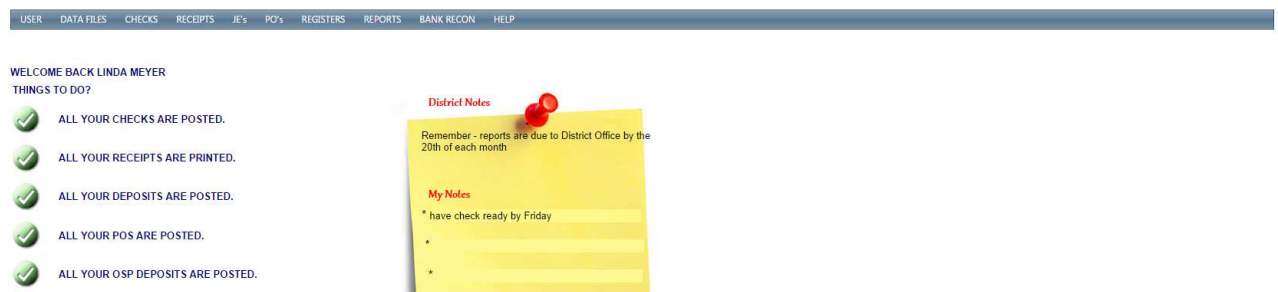 USER DATA FILES CHECKS RECEIPTS JE's PO's REGISTERS REPORTS BANK RECON HELP
WELCOME BACK LINDA MEYER
THINGS TO DO?
ALL YOUR CHECKS ARE POSTED.
ALL YOUR RECEIPTS ARE PRINTED.
ALL YOUR DEPOSITS ARE POSTED.
ALL YOUR POS ARE POSTED.
ALL YOUR OSP DEPOSITS ARE POSTED.
District Notes
Remember - reports are due to District Office by the
20th of each month
My Notes
* have check ready by Friday
*
*